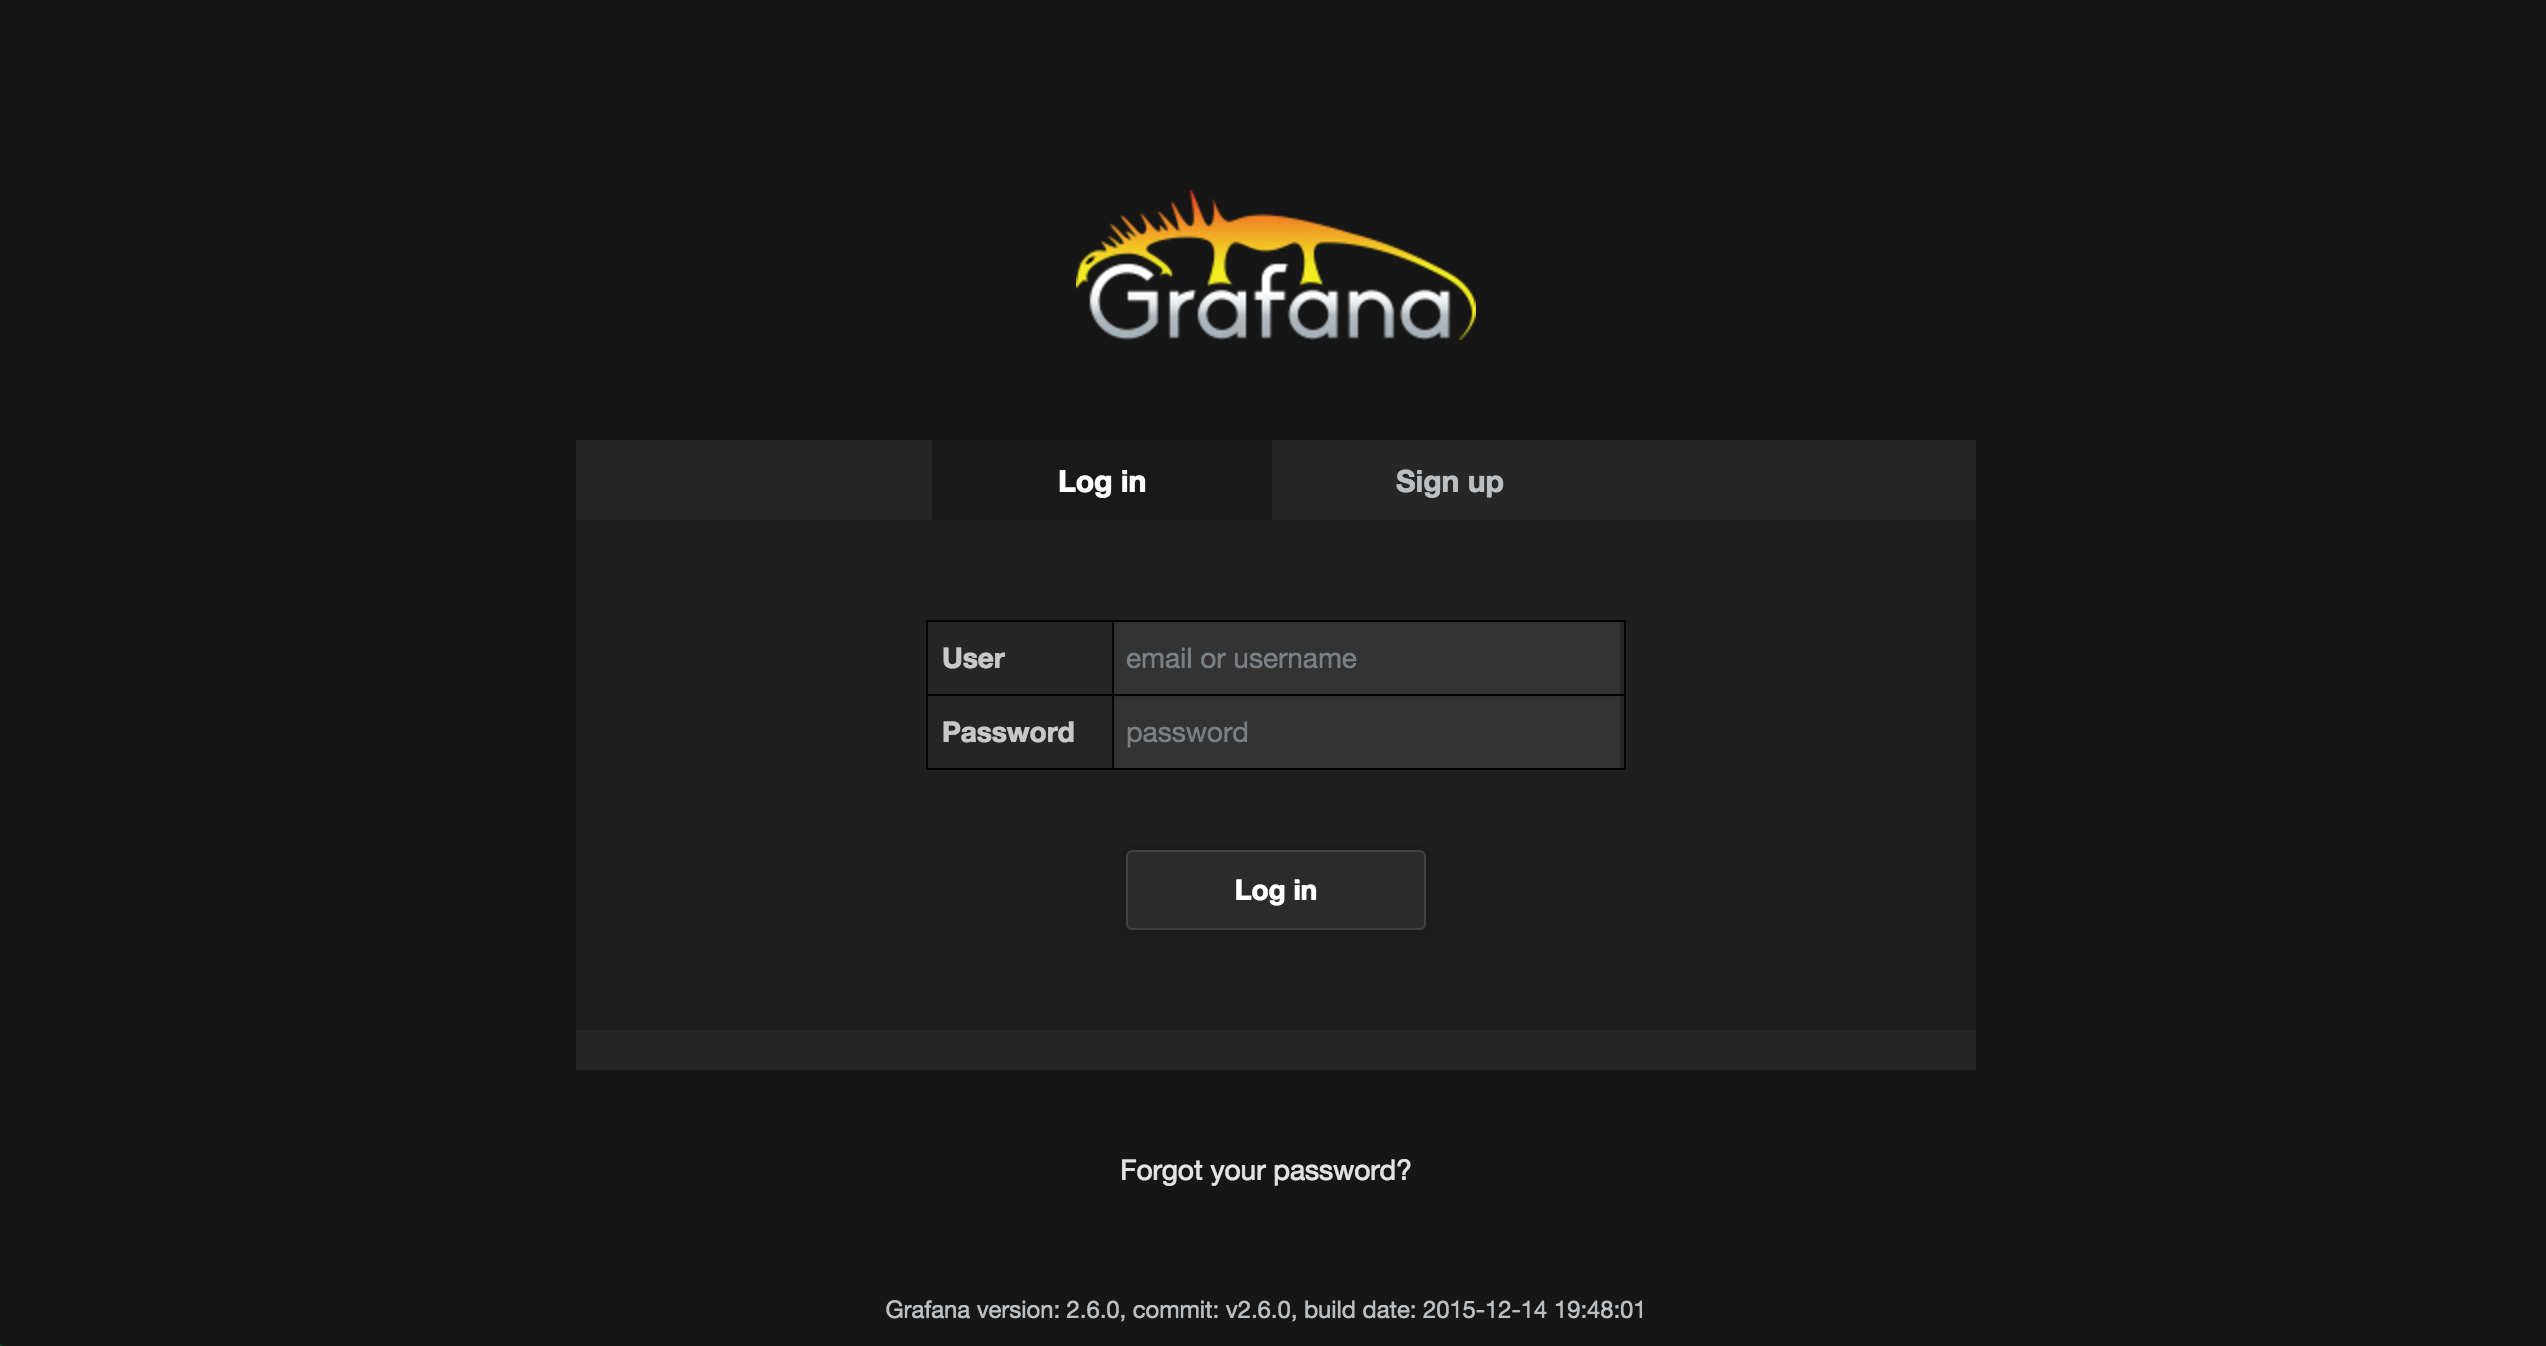 Grafana
Log in
Sign up
User
email or username
Password
password
Log in
Forgot your password?
Grafana version: 2.6.0, commit: v2.6.0, build date: 2015-12-14 19:48:01